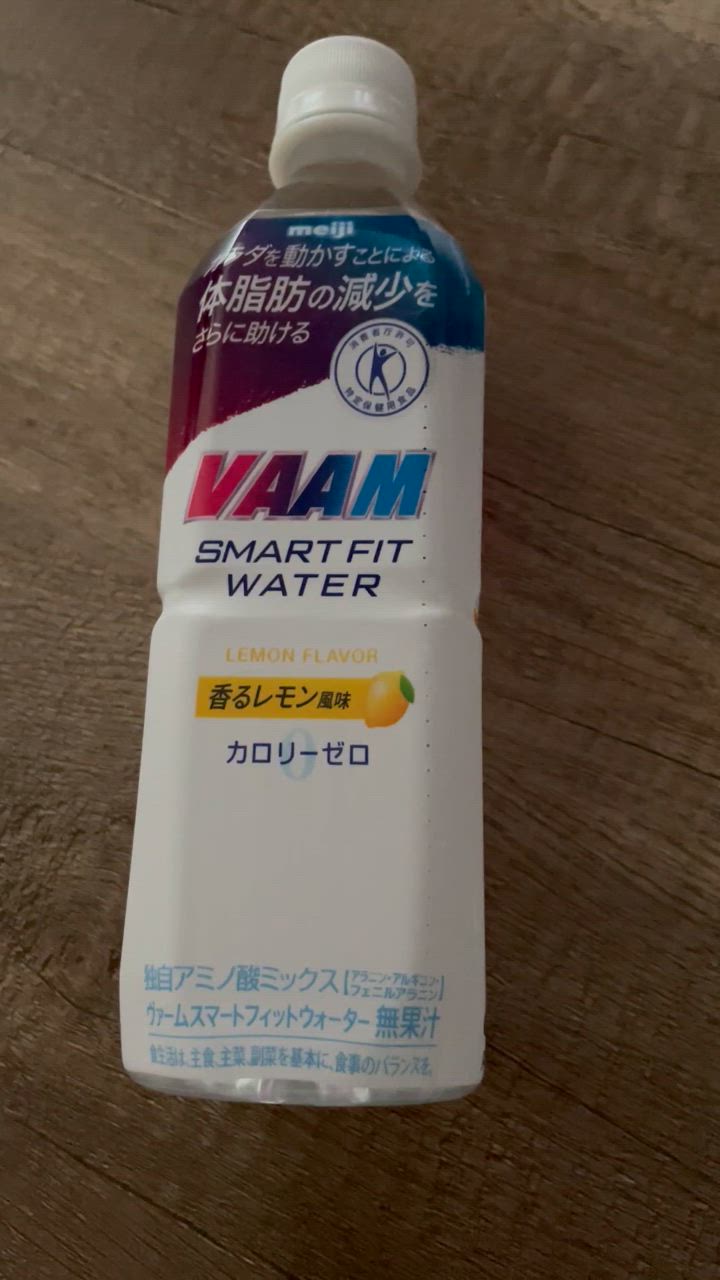 meiji
カラダを動かすことによる
体脂肪の減少を
さらに助ける
消費者庁許可
特定保健用食品
VAAM
SMART FIT
WATER
LEMON FLAVOR
香るレモン風味
0
カロリーゼロ
独自アミノ酸ミックス【アラニン・アルギニン・
フェニルアラニン】
ヴァームスマートフィットウォーター 無果汁
食生活は、主食、主菜、副菜を基本に、食事のバランスを。